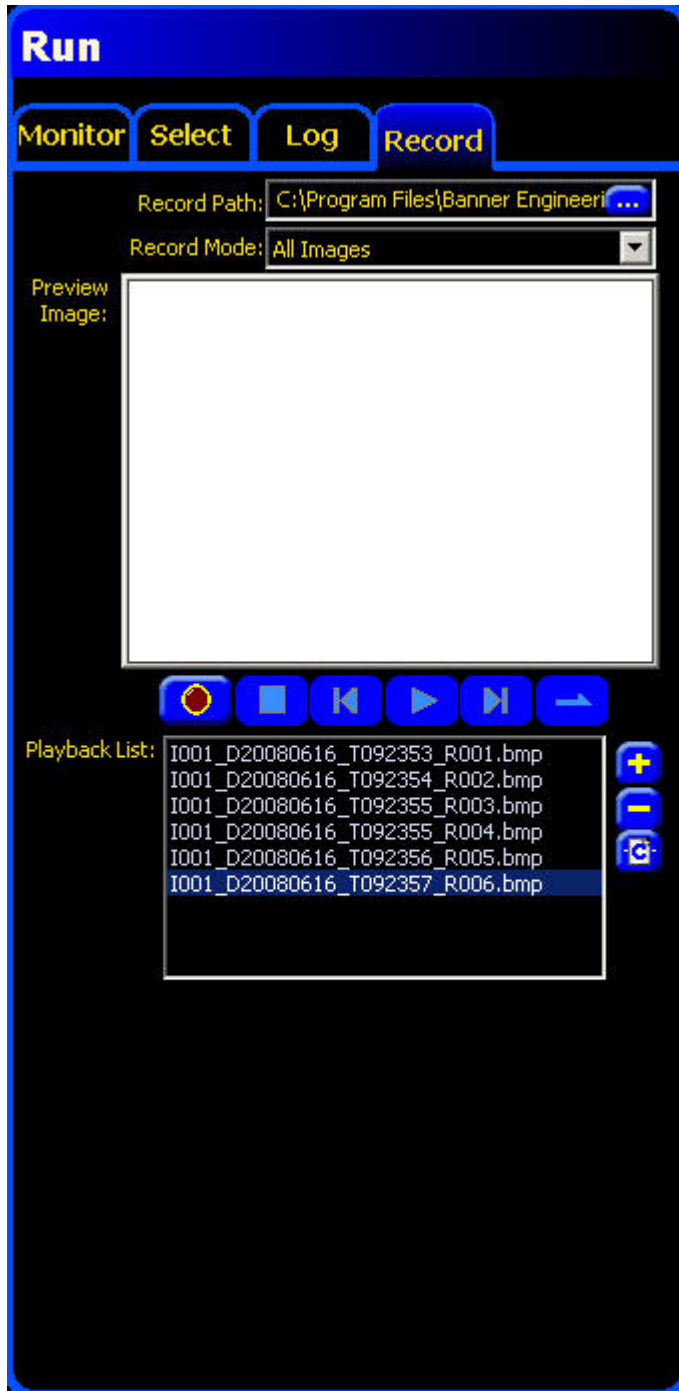 Run
Monitor Select Log Record
Record Path: C:\Program Files\Banner Engineeri ...
Record Mode: All Images
Preview
Image:
Playback List:
I001_D20080616_T092353_R001.bmp
I001_D20080616_T092354_R002.bmp
I001_D20080616_T092355_R003.bmp
I001_D20080616_T092355_R004.bmp
I001_D20080616_T092356_R005.bmp
I001_D20080616_T092357_R006.bmp
C